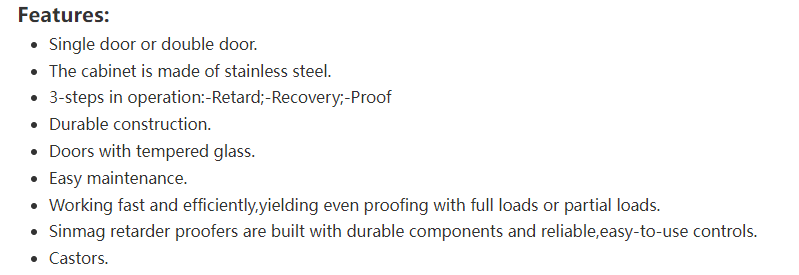 Features:
Single door or double door.
The cabinet is made of stainless steel.
3-steps in operation:-Retard;-Recovery;-Proof
Durable construction.
Doors with tempered glass.
Easy maintenance.
Working fast and efficiently,yielding even proofing with full loads or partial loads.
Sinmag retarder proofers are built with durable components and reliable,easy-to-use controls.
Castors.